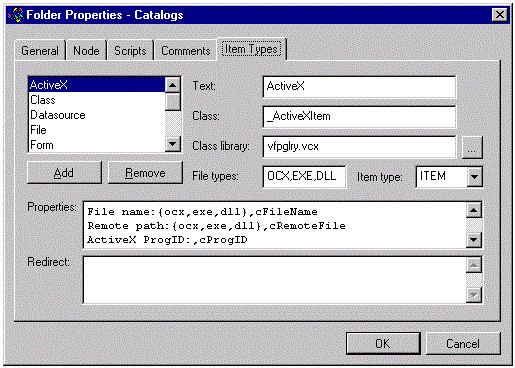 Folder Properties - Catalogs
General Node Scripts Comments Item Types
ActiveX
Class
Datasource
File
Form
Add Remove
Text: ActiveX
Class: _ActiveXItem
Class library: vfpglry.vcx ...
File types: OCX,EXE,DLL Item type: ITEM
Properties:
File name:{ocx,exe,dll},cFileName
Remote path:{ocx,exe,dll},cRemoteFile
ActiveX ProgID:,cProgID
Redirect:
OK Cancel